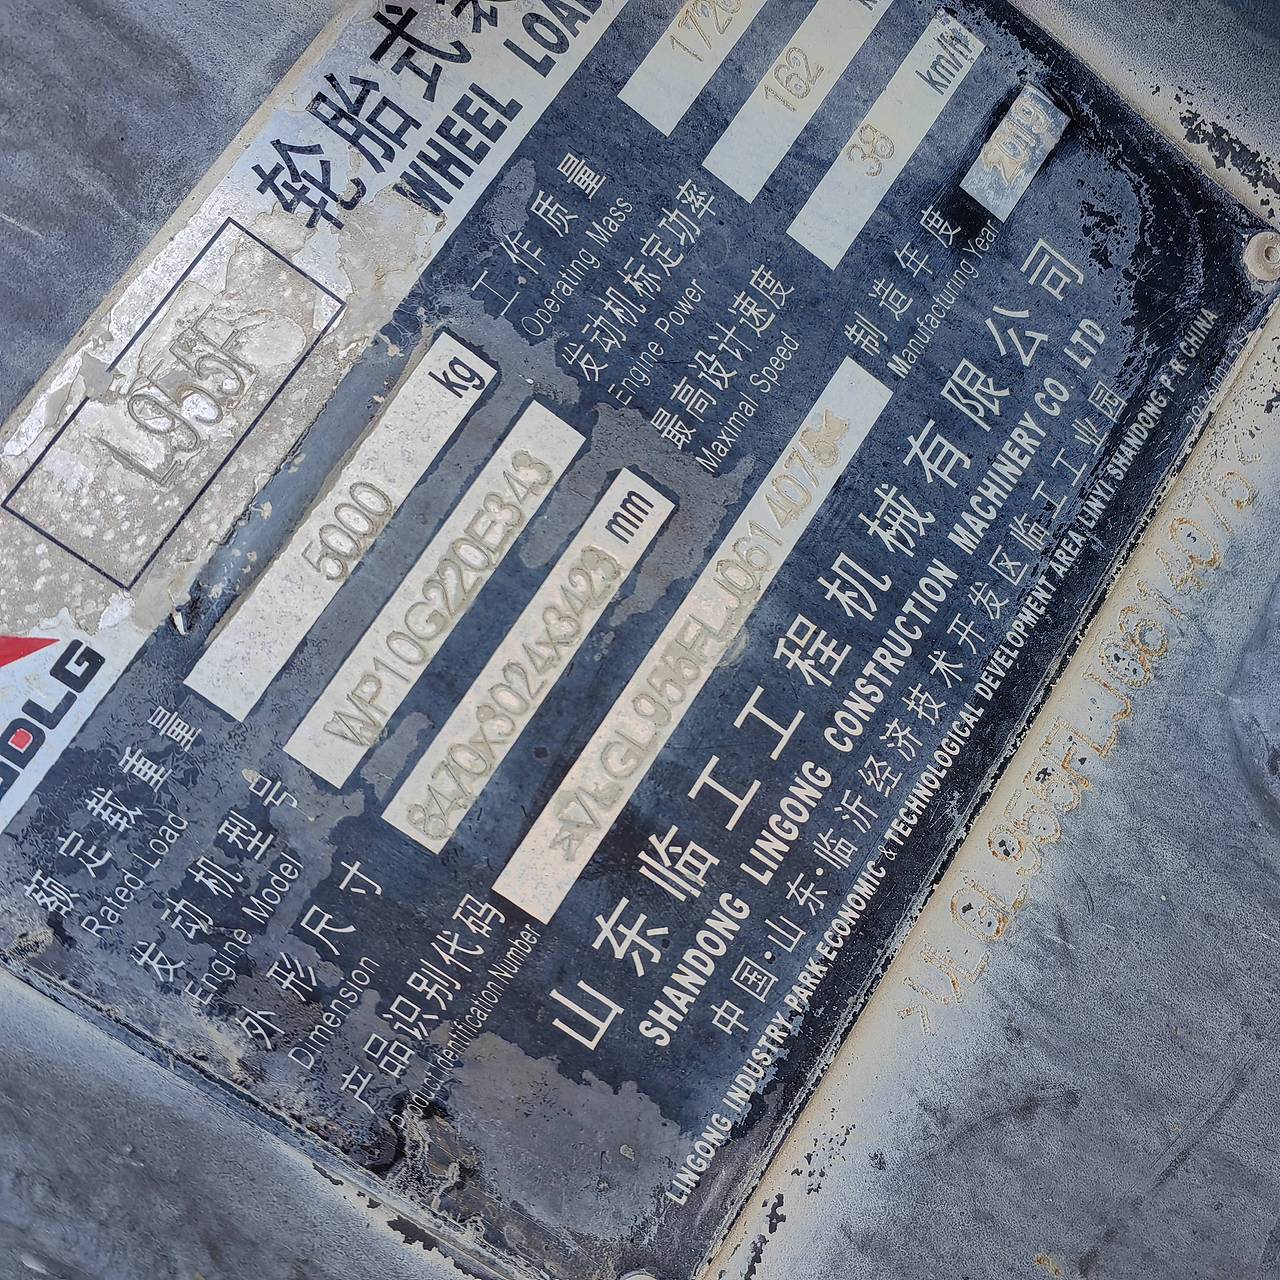 轮胎式
WHEEL LOA
L955F
SDLG
额定载重量
Rated Load
5000 kg
发动机型号
Engine Model
WP10G220E343
外形尺寸
Dimension
8470x3024x3423 mm
产品识别代码
Product Identification Number
VLGL955FLJ0614075
工作质量
Operating Mass
发动机标定功率
Engine Power
162
最高设计速度
Maximal Speed
38 km/h
制造年度
Manufacturing Year
2019
山东临工工程机械有限公司
SHANDONG LINGONG CONSTRUCTION MACHINERY CO. LTD
中国·山东·临沂经济技术开发区临工工业园
LINGONG INDUSTRY PARK ECONOMIC & TECHNOLOGICAL DEVELOPMENT AREA LINYI SHANDONG P·R· CHINA
VLGL955FLJ0614075